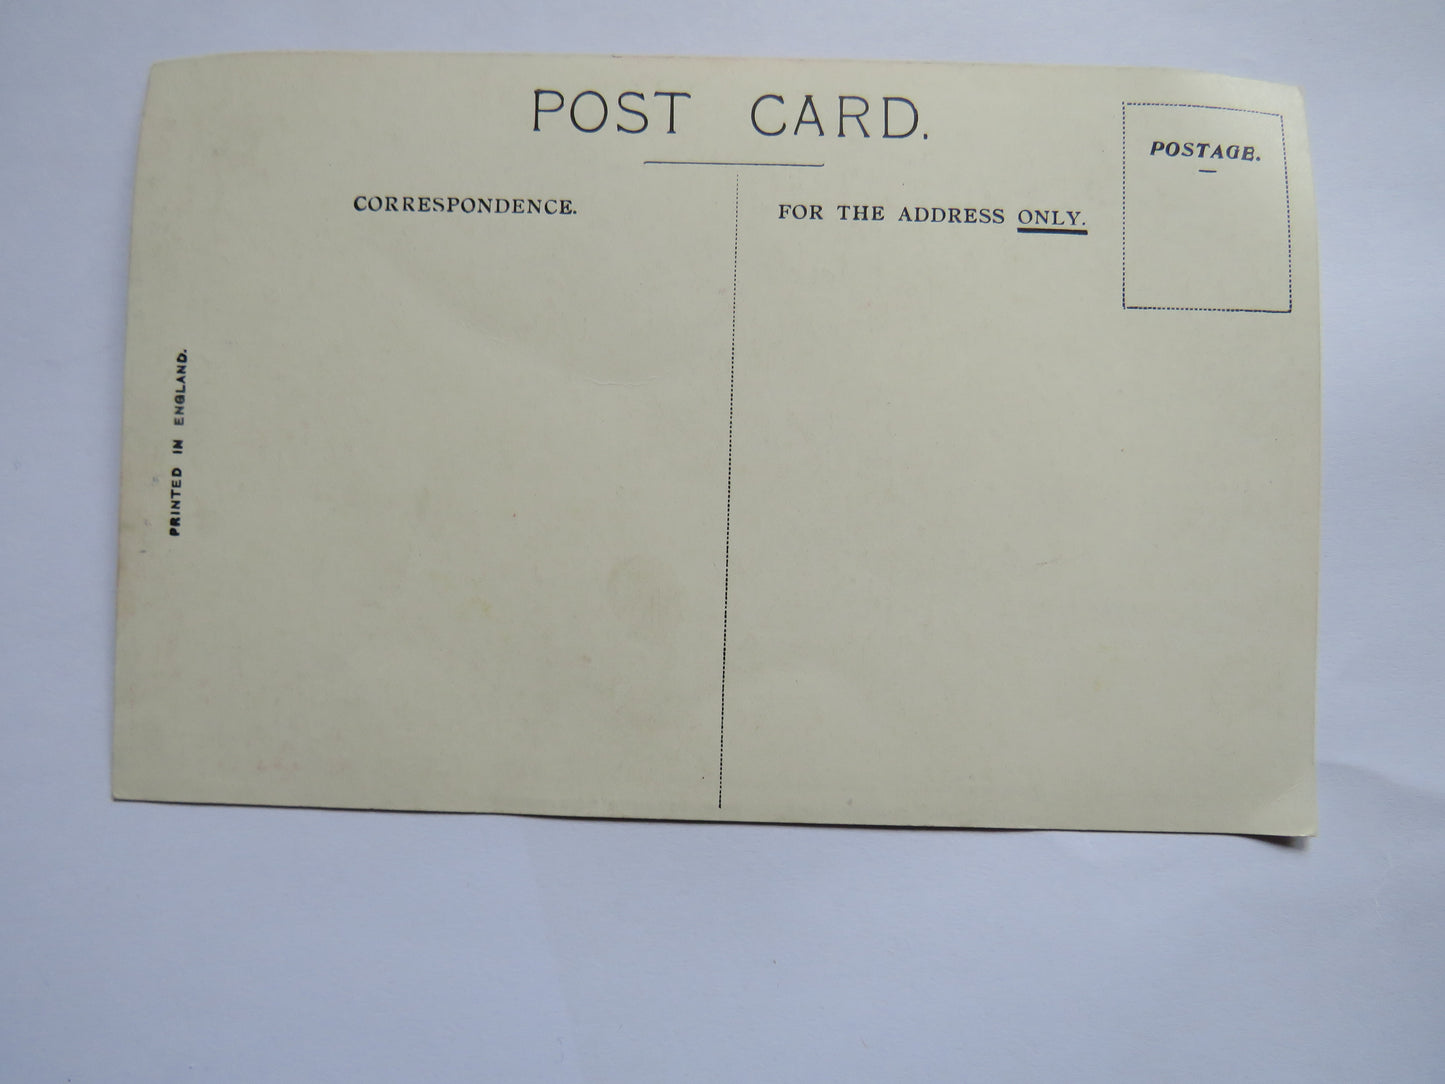 POST CARD.
POSTAGE.
CORRESPONDENCE.
FOR THE ADDRESS ONLY.
PRINTED IN ENGLAND.